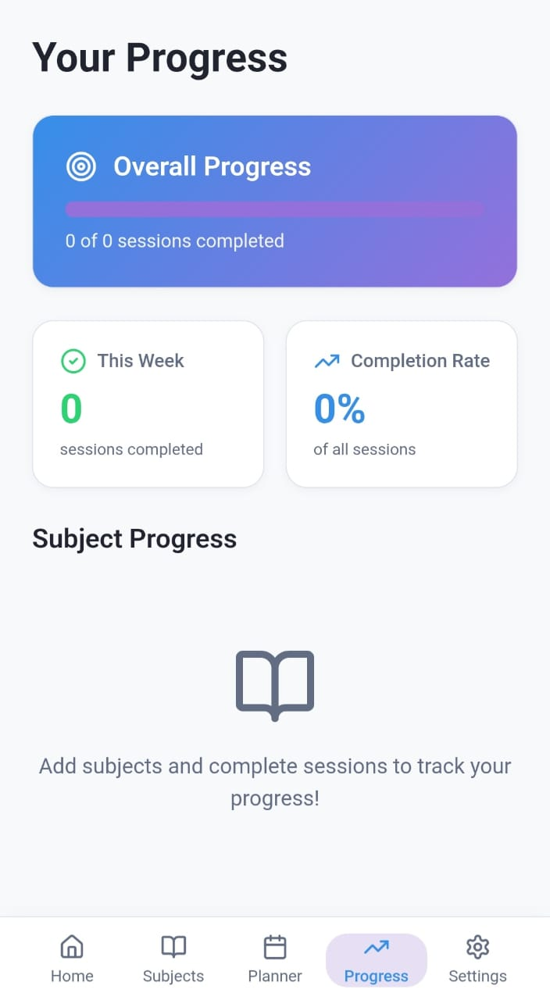 Your Progress
Overall Progress
0 of 0 sessions completed
This Week
0
sessions completed
Completion Rate
0%
of all sessions
Subject Progress
Add subjects and complete sessions to track your
progress!
Home
Subjects
Planner
Progress
Settings